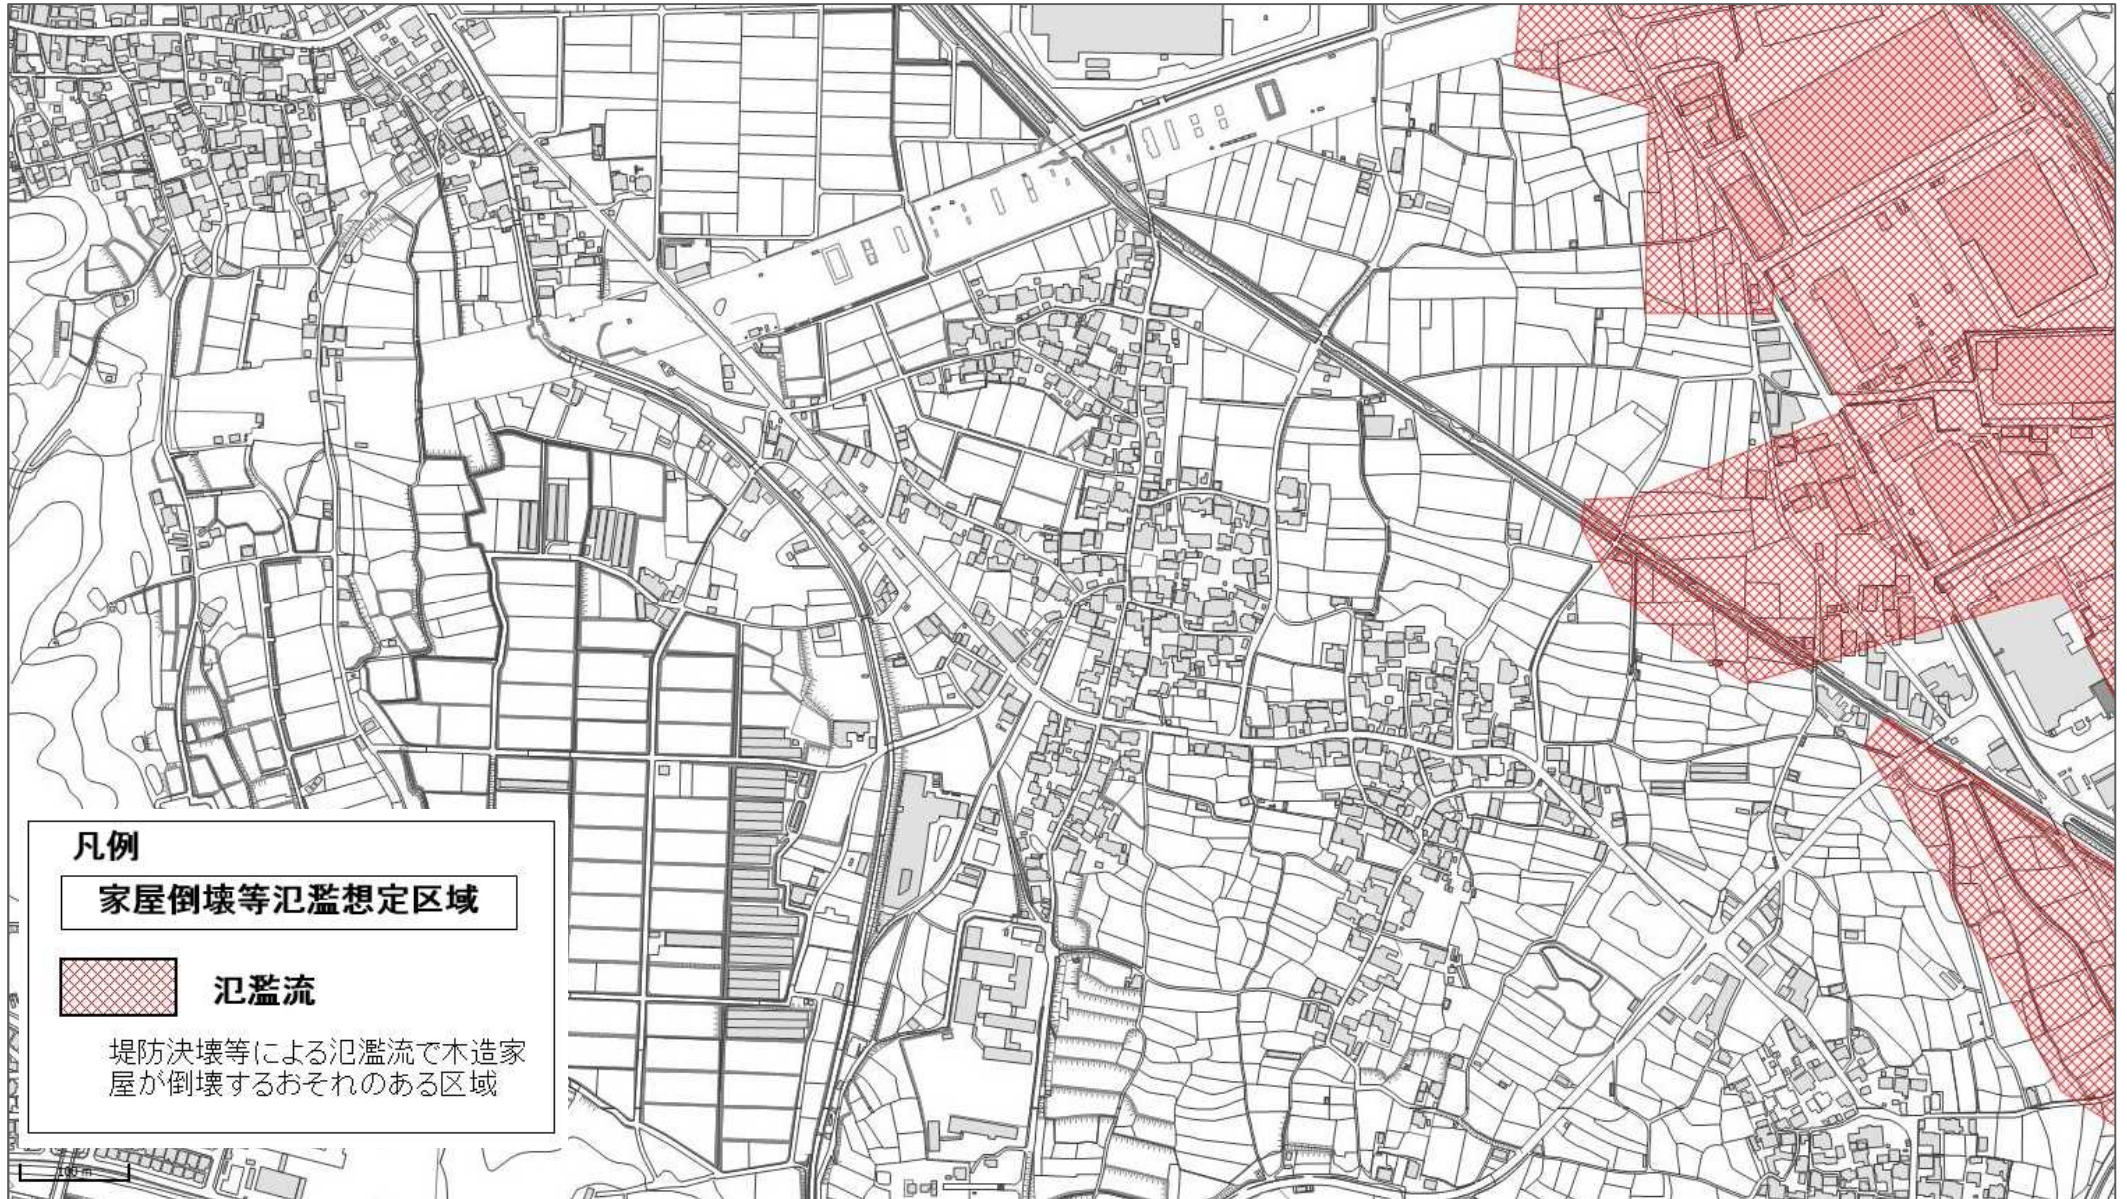 凡例
家屋倒壊等氾濫想定区域
氾濫流
堤防決壊等による氾濫流で木造家
屋が倒壊するおそれのある区域
100 m